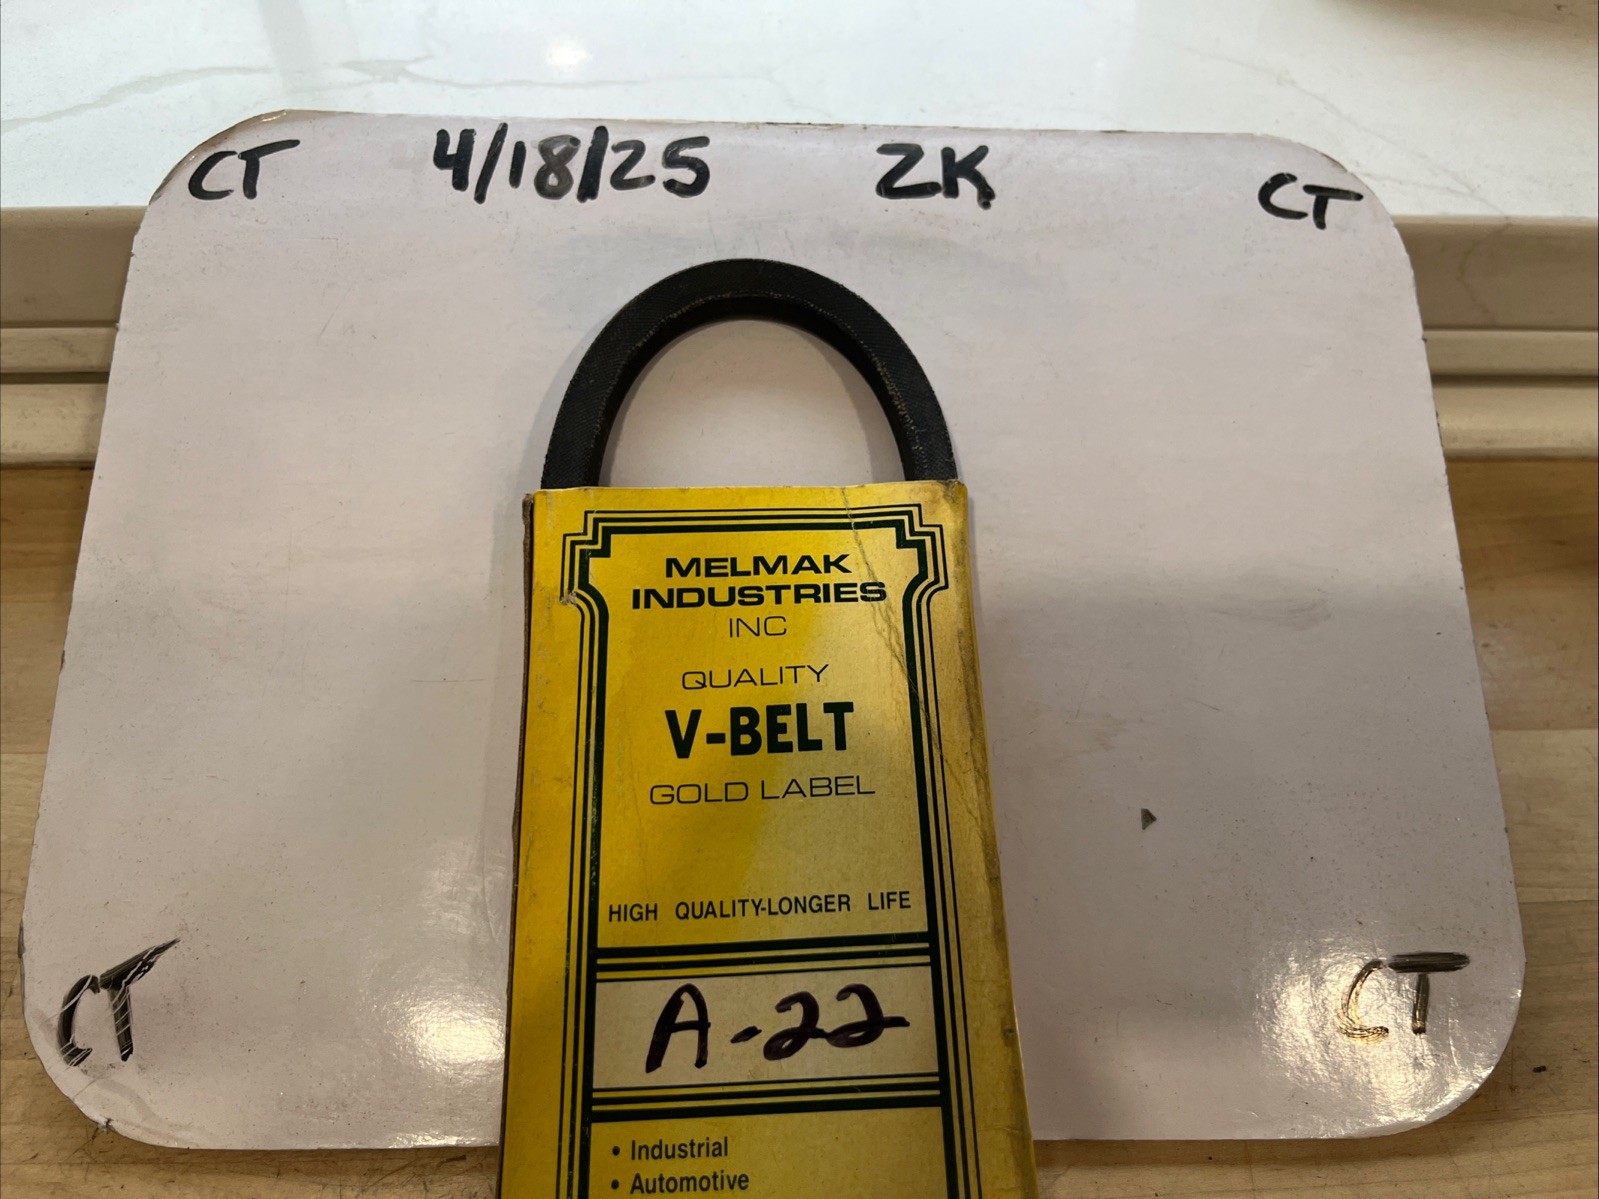 CT 4/18/25 ZK CT
MELMAK
INDUSTRIES
INC
QUALITY
V-BELT
GOLD LABEL
HIGH QUALITY-LONGER LIFE
A-22
• Industrial
• Automotive
CT CT